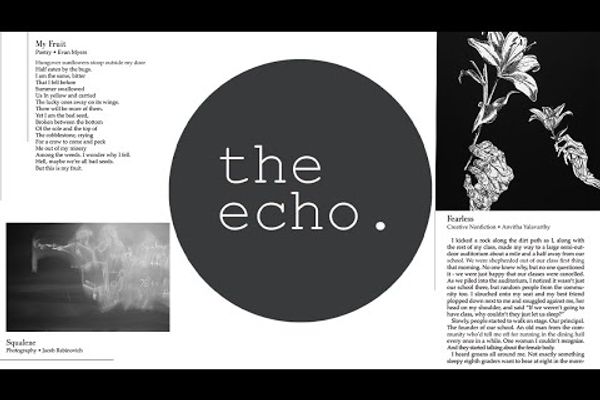 My Fruit
Poetry • Evan Myers
Hungover sunflowers stoop outside my door
Half eaten by the bugs.
I am the same, bitter
That I fell before
Summer swallowed
Us in yellow and carried
The lucky ones away on its wings.
There will be more of them.
Yet I am the bad seed,
Broken between the bottom
Of the sole and the top of
The cobblestone, crying
For a crow to come and peck
Me out of my misery
Among the weeds. I wonder why I fell.
Hell, maybe we're all bad seeds.
But this is my fruit.
the
echo.
Squalene
Photography • Jacob Rabinovich
Fearless
Creative Nonfiction • Anvitha Yalavarthy
I kicked a rock along the dirt path as I, along with
the rest of my class, made my way to a large semi-out-
door auditorium about a mile and a half away from our
school. We were shepherded out of our class first thing
that morning. No one knew why, but no one questioned
it - we were just happy that our classes were cancelled.
As we piled into the auditorium, I noticed it wasn't just
our school there, but random people from the commu-
nity too. I slouched onto my seat and my best friend
plopped down next to me and snuggled against me, her
head on my shoulder, and said "If we weren't going to
have class, why couldn't they just let us sleep?"
Slowly, people started to walk on stage. Our principal.
The founder of our school. An old man from the com-
munity who'd tell me off for running in the dining hall
every once in a while. One woman I couldn't recognize.
And they started talking about the female body.
I heard groans all around me. Not exactly something
sleepy eighth graders want to hear at eight in the morn-